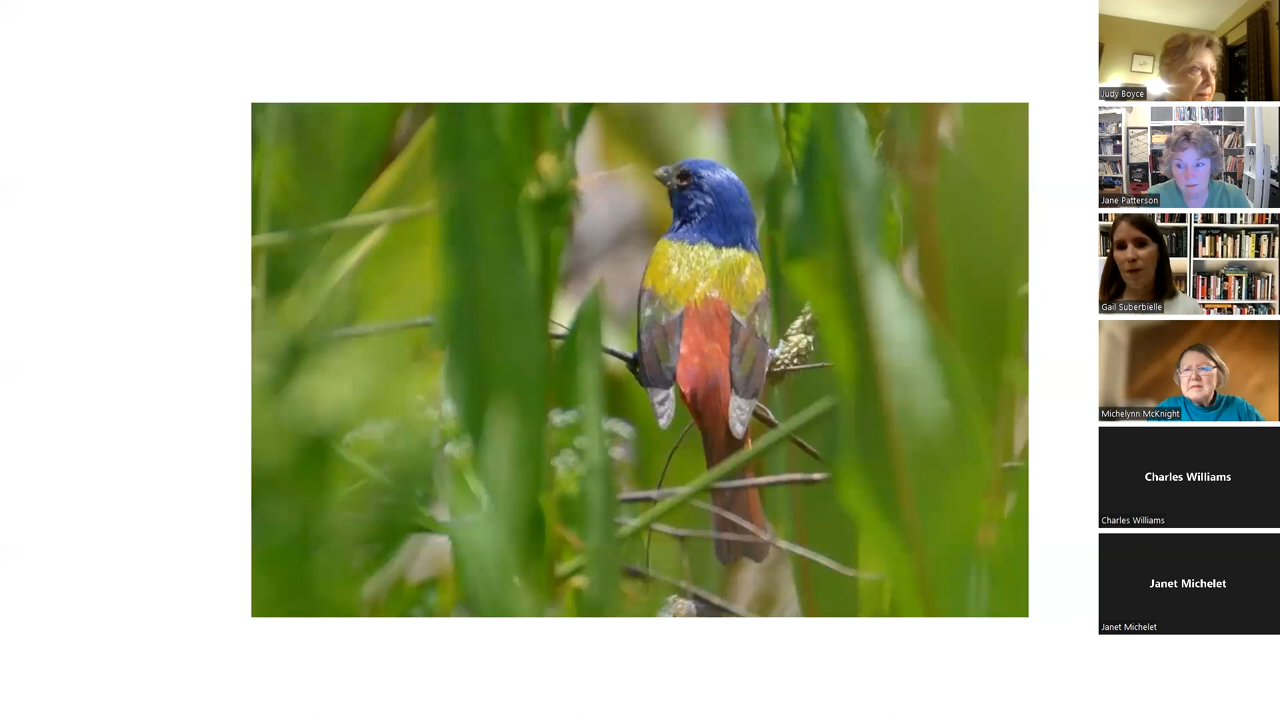 Judy Boyce
Jane Patterson
Gail Suberbielle
Michelynn McKnight
Charles Williams
Charles Williams
Janet Michelet
Janet Michelet